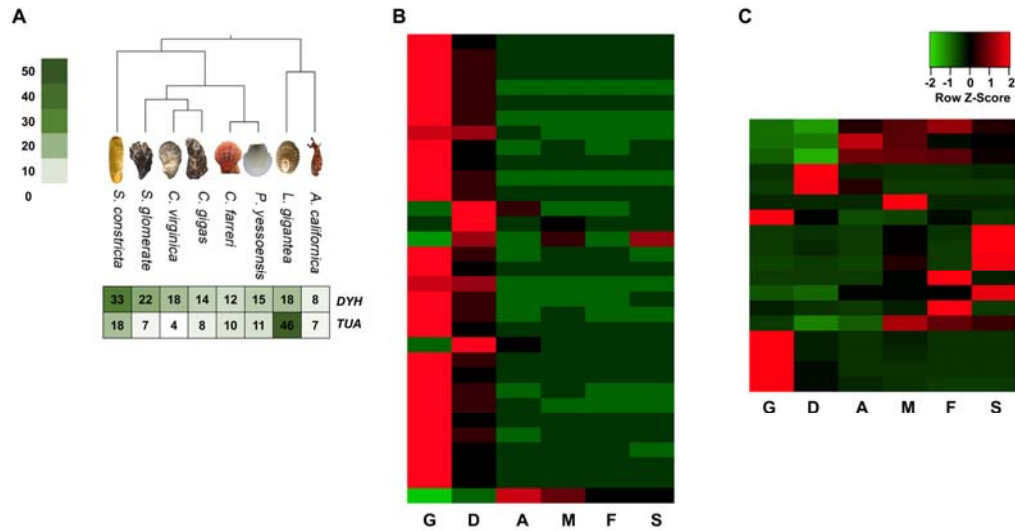 A
B
C
50
40
30
20
10
0
S. constricta
S. glomerate
C. virginica
C. gigas
C. farreri
P. yessoensis
L. gigantea
A. californica
33 22 18 14 12 15 18 8 DYH
18 7 4 8 10 11 46 7 TUA
G D A M F S
-2 -1 0 1 2
Row Z-Score
G D A M F S